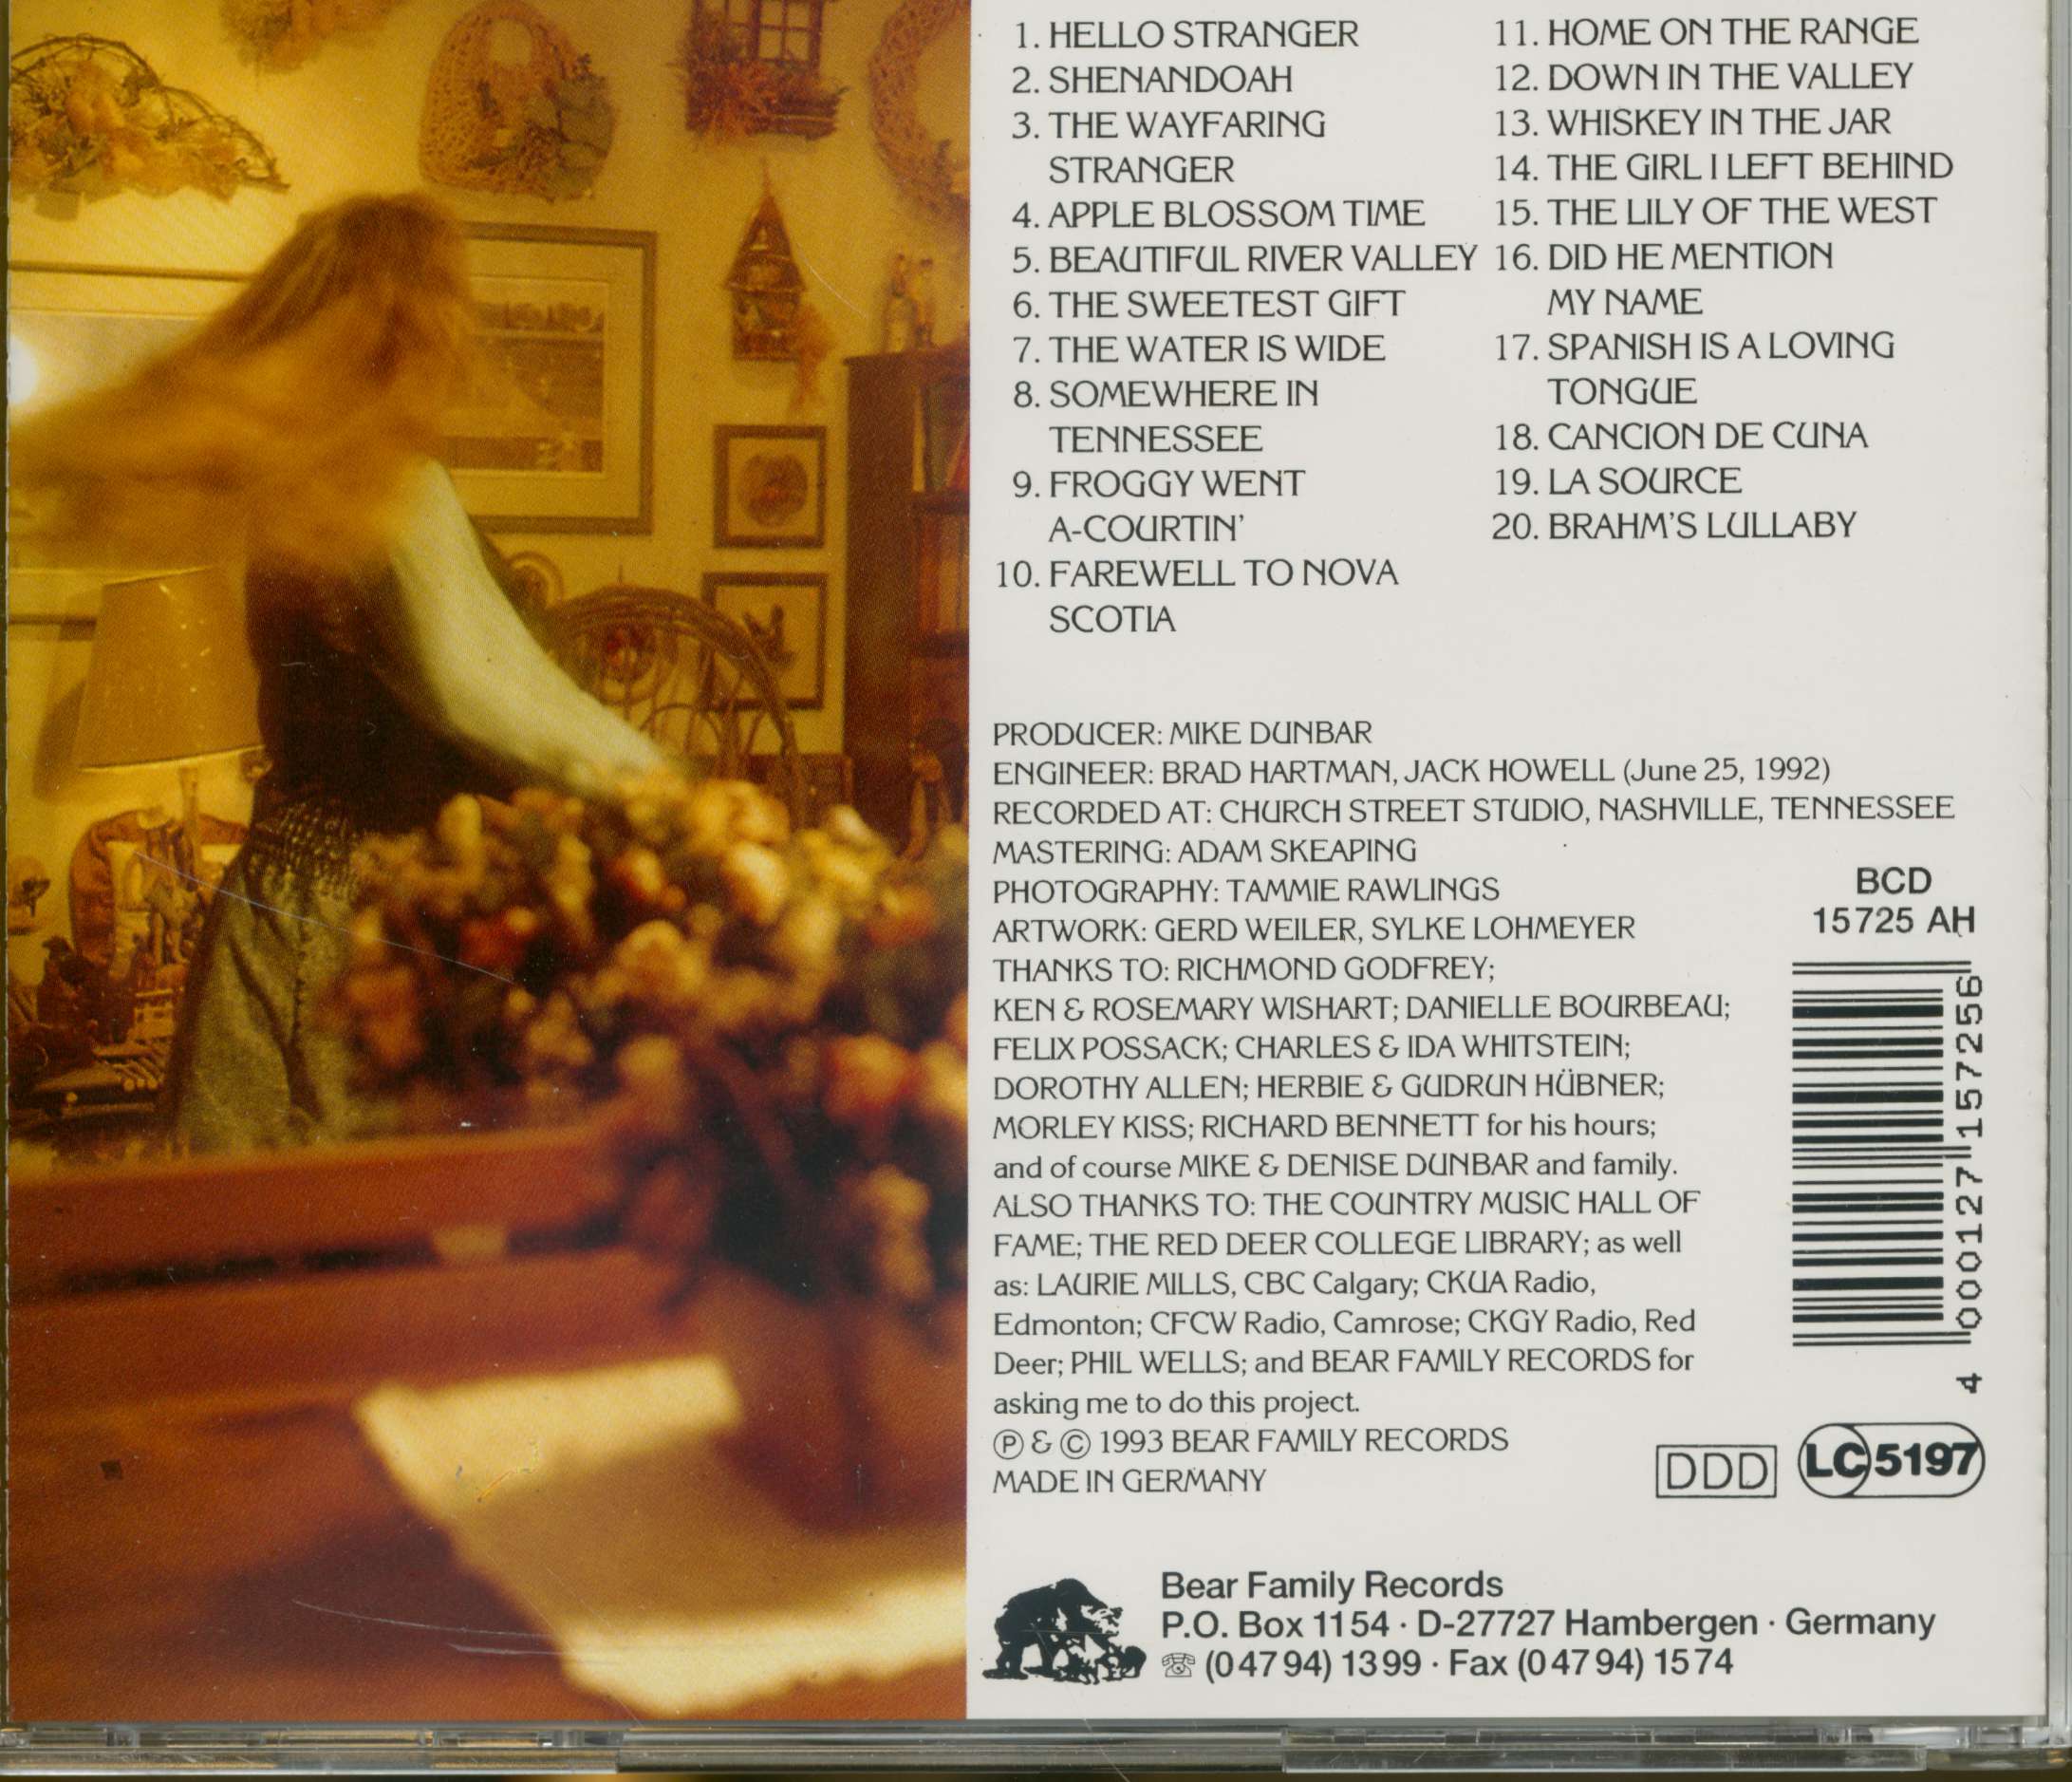 1. HELLO STRANGER
2. SHENANDOAH
3. THE WAYFARING
STRANGER
4. APPLE BLOSSOM TIME
5. BEAUTIFUL RIVER VALLEY
6. THE SWEETEST GIFT
7. THE WATER IS WIDE
8. SOMEWHERE IN
TENNESSEE
9. FROGGY WENT
A-COURTIN'
10. FAREWELL TO NOVA
SCOTIA
11. HOME ON THE RANGE
12. DOWN IN THE VALLEY
13. WHISKEY IN THE JAR
14. THE GIRL I LEFT BEHIND
15. THE LILY OF THE WEST
16. DID HE MENTION
MY NAME
17. SPANISH IS A LOVING
TONGUE
18. CANCION DE CUNA
19. LA SOURCE
20. BRAHM'S LULLABY
PRODUCER: MIKE DUNBAR
ENGINEER: BRAD HARTMAN, JACK HOWELL (June 25, 1992)
RECORDED AT: CHURCH STREET STUDIO, NASHVILLE, TENNESSEE
MASTERING: ADAM SKEAPING
PHOTOGRAPHY: TAMMIE RAWLINGS
ARTWORK: GERD WEILER, SYLKE LOHMEYER
THANKS TO: RICHMOND GODFREY;
KEN & ROSEMARY WISHART; DANIELLE BOURBEAU;
FELIX POSSACK; CHARLES & IDA WHITSTEIN;
DOROTHY ALLEN; HERBIE & GUDRUN HÜBNER;
MORLEY KISS; RICHARD BENNETT for his hours;
and of course MIKE & DENISE DUNBAR and family.
ALSO THANKS TO: THE COUNTRY MUSIC HALL OF
FAME; THE RED DEER COLLEGE LIBRARY; as well
as: LAURIE MILLS, CBC Calgary; CKUA Radio,
Edmonton; CFCW Radio, Camrose; CKGY Radio, Red
Deer; PHIL WELLS; and BEAR FAMILY RECORDS for
asking me to do this project.
Ⓟ & © 1993 BEAR FAMILY RECORDS
MADE IN GERMANY
BCD
15725 AH
4 000127 157256
DDD
LC 5197
Bear Family Records
P.O. Box 1154 · D-27727 Hambergen · Germany
☏ (04794) 1399 · Fax (04794) 1574